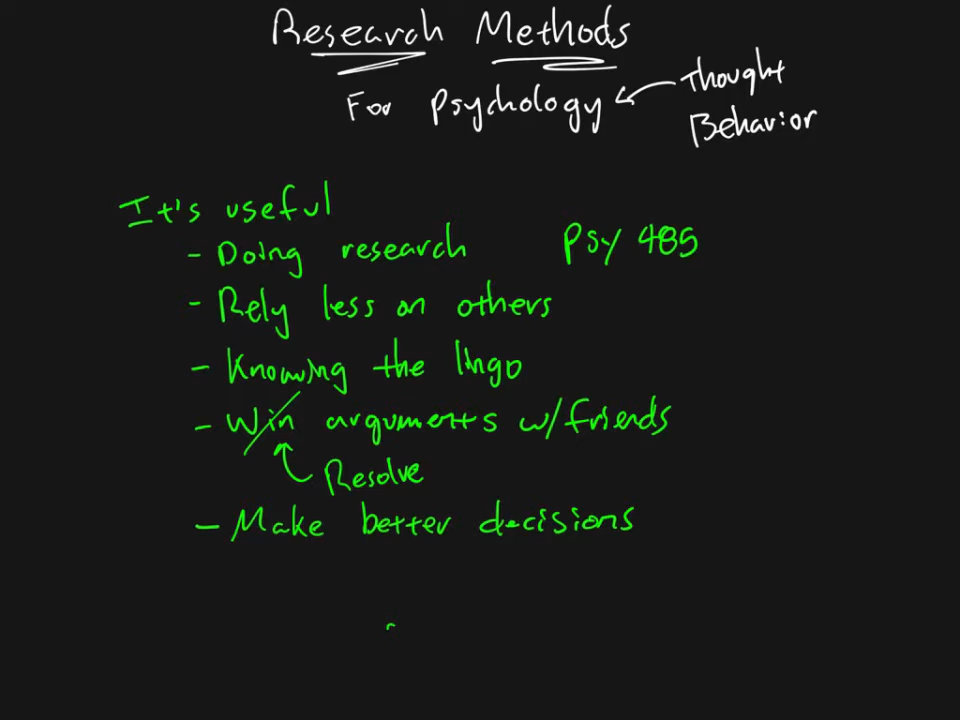 Research Methods
For Psychology
Thought
Behavior
It's useful
- Doing research Psy 485
- Rely less on others
- Knowing the lingo
- Win arguments w/ friends
Resolve
- Make better decisions